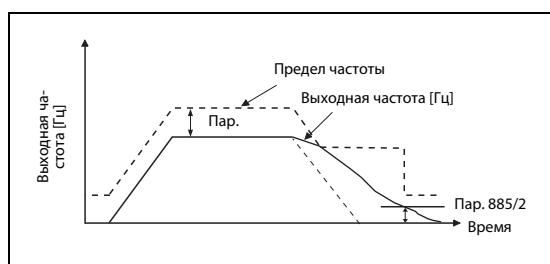 Предел частоты
Выходная частота [Гц]
Выходная ча-
стота [Гц]
Пар.
Пар. 885/2
Время